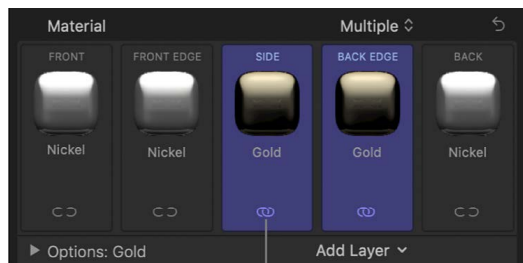 Material Multiple
FRONT FRONT EDGE SIDE BACK EDGE BACK
Nickel Nickel Gold Gold Nickel
Options: Gold Add Layer